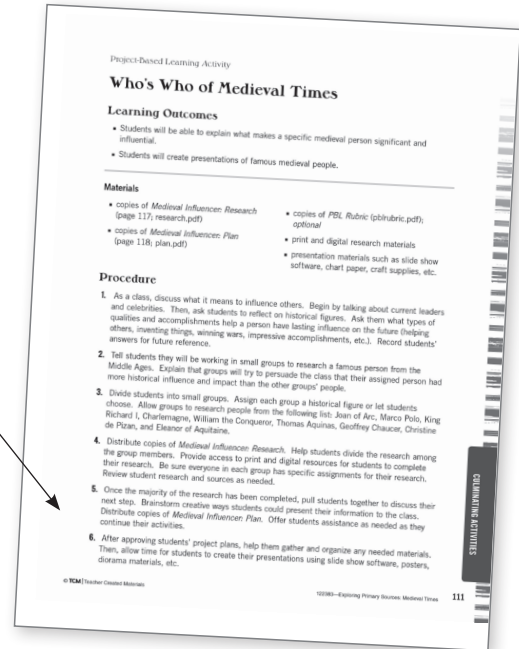 Project-Based Learning Activity
Who's Who of Medieval Times
Learning Outcomes
• Students will be able to explain what makes a specific medieval person significant and
influential.
• Students will create presentations of famous medieval people.
Materials
• copies of Medieval Influencer: Research
(page 117; research.pdf)
• copies of Medieval Influencer: Plan
(page 118; plan.pdf)
• copies of PBL Rubric (pblrubric.pdf);
optional
• print and digital research materials
• presentation materials such as slide show
software, chart paper, craft supplies, etc.
Procedure
1. As a class, discuss what it means to influence others. Begin by talking about current leaders
and celebrities. Then, ask students to reflect on historical figures. Ask them what types of
qualities and accomplishments help a person have lasting influence on the future (helping
others, inventing things, winning wars, impressive accomplishments, etc.). Record students'
answers for future reference.
2. Tell students they will be working in small groups to research a famous person from the
Middle Ages. Explain that groups will try to persuade the class that their assigned person had
more historical influence and impact than the other groups' people.
3. Divide students into small groups. Assign each group a historical figure or let students
choose. Allow groups to research people from the following list: Joan of Arc, Marco Polo, King
Richard I, Charlemagne, William the Conqueror, Thomas Aquinas, Geoffrey Chaucer, Christine
de Pizan, and Eleanor of Aquitaine.
4. Distribute copies of Medieval Influencer: Research. Help students divide the research among
the group members. Provide access to print and digital resources for students to complete
their research. Be sure everyone in each group has specific assignments for their research.
Review student research and sources as needed.
5. Once the majority of the research has been completed, pull students together to discuss their
next step. Brainstorm creative ways students could present their information to the class.
Distribute copies of Medieval Influencer: Plan. Offer students assistance as needed as they
continue their activities.
6. After approving students' project plans, help them gather and organize any needed materials.
Then, allow time for students to create their presentations using slide show software, posters,
diorama materials, etc.
CULMINATING ACTIVITIES
© TCM | Teacher Created Materials
122383—Exploring Primary Sources: Medieval Times 111